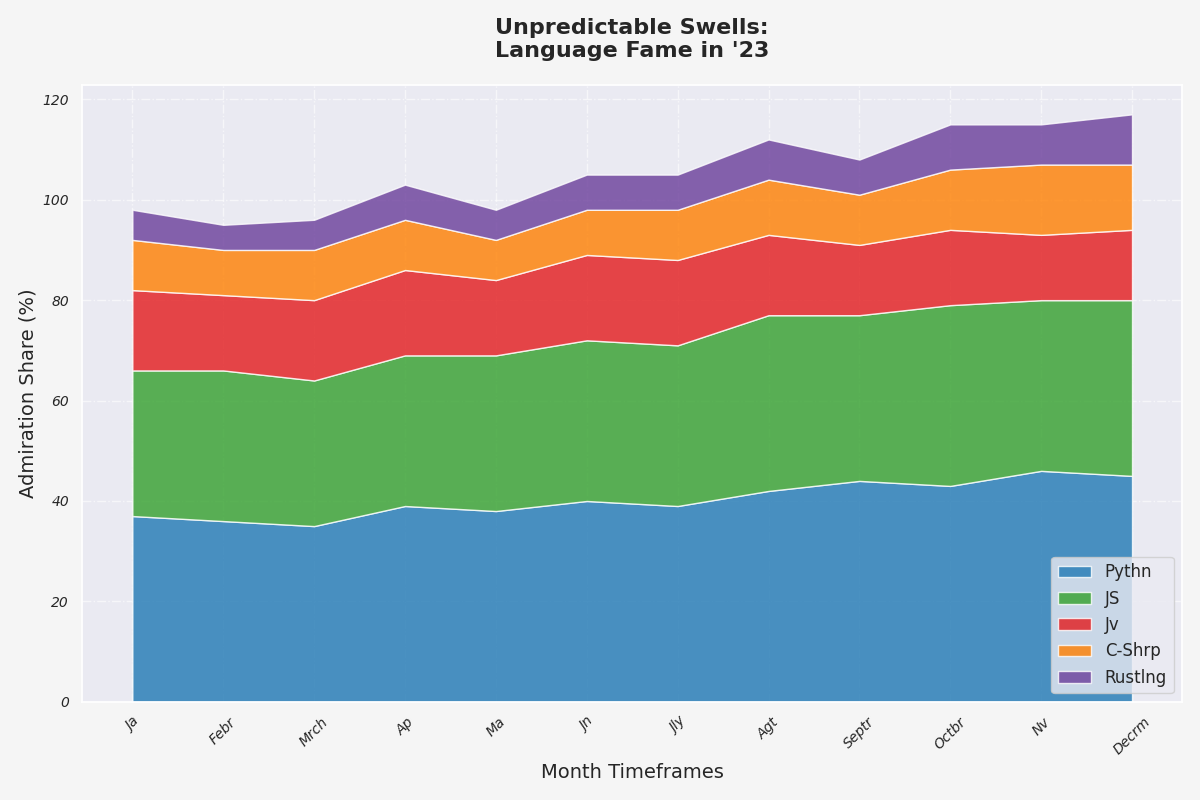 Unpredictable Swells:
Language Fame in '23
Admiration Share (%)
120
100
80
60
40
20
0
Ja
Febr
Mrch
Ap
Ma
Jn
Jly
Agt
Septr
Octbr
Nv
Decrm
Month Timeframes
Pythn
JS
Jv
C-Shrp
Rustlng